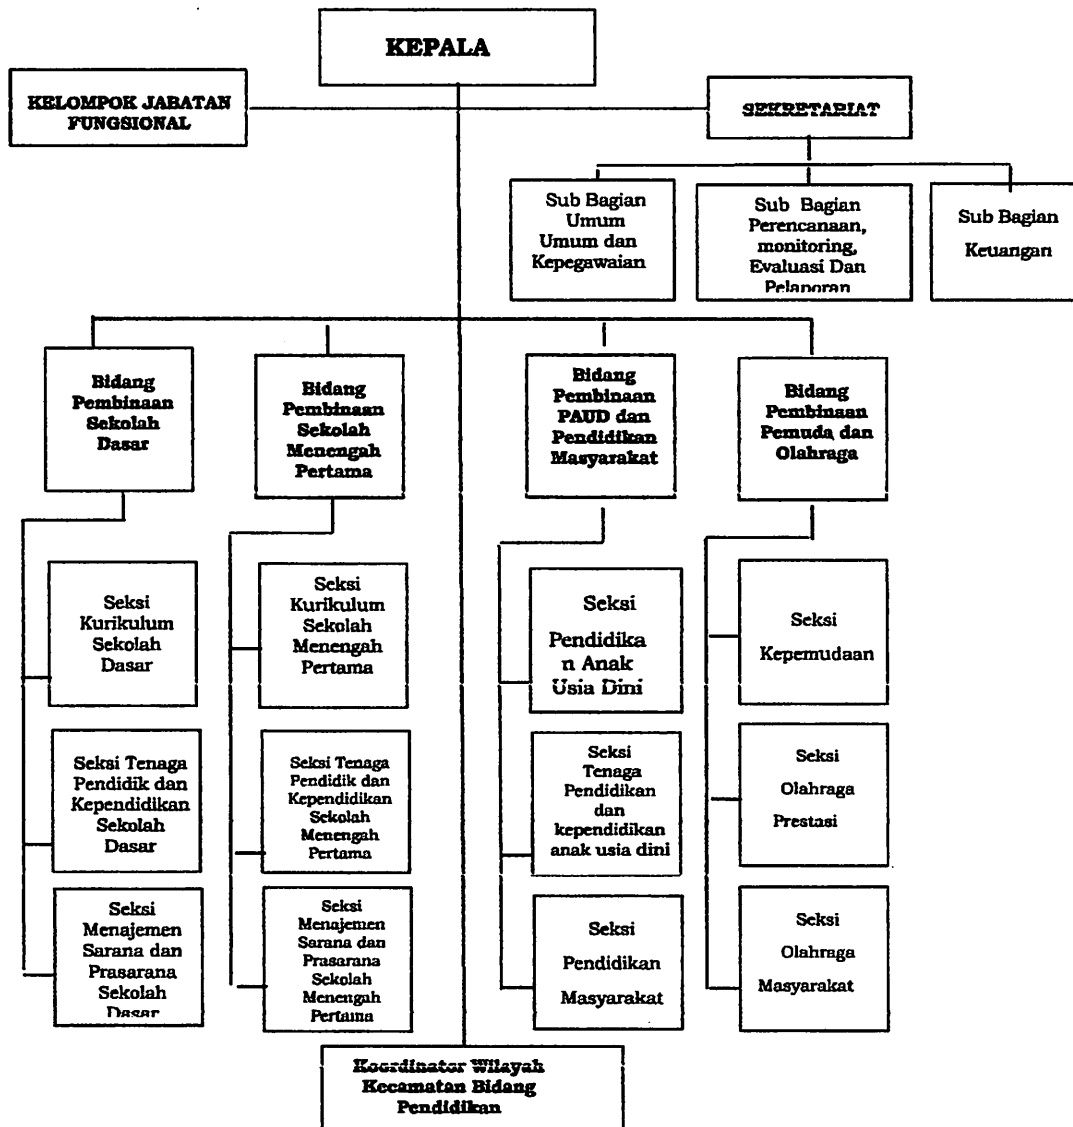 KEPALA
KELOMPOK JABATAN
FUNGSIONAL
SEKRETARIAT
Sub Bagian
Umum
Umum dan
Kepegawaian
Sub Bagian
Perencanaan,
monitoring,
Evaluasi Dan
Pelaporan
Sub Bagian
Keuangan
Bidang
Pembinaan
Sekolah
Dasar
Bidang
Pembinaan
Sekolah
Menengah
Pertama
Bidang
Pembinaan
PAUD dan
Pendidikan
Masyarakat
Bidang
Pembinaan
Pemuda dan
Olahraga
Seksi
Kurikulum
Sekolah
Dasar
Seksi Tenaga
Pendidik dan
Kependidikan
Sekolah
Dasar
Seksi
Menajemen
Sarana dan
Prasarana
Sekolah
Dasar
Seksi
Kurikulum
Sekolah
Menengah
Pertama
Seksi Tenaga
Pendidik dan
Kependidikan
Sekolah
Menengah
Pertama
Seksi
Menajemen
Sarana dan
Prasarana
Sekolah
Menengah
Pertama
Seksi
Pendidika
n Anak
Usia Dini
Seksi
Tenaga
Pendidikan
dan
kependidikan
anak usia dini
Seksi
Pendidikan
Masyarakat
Seksi
Kepemudaan
Seksi
Olahraga
Prestasi
Seksi
Olahraga
Masyarakat
Koordinator Wilayah
Kecamatan Bidang
Pendidikan